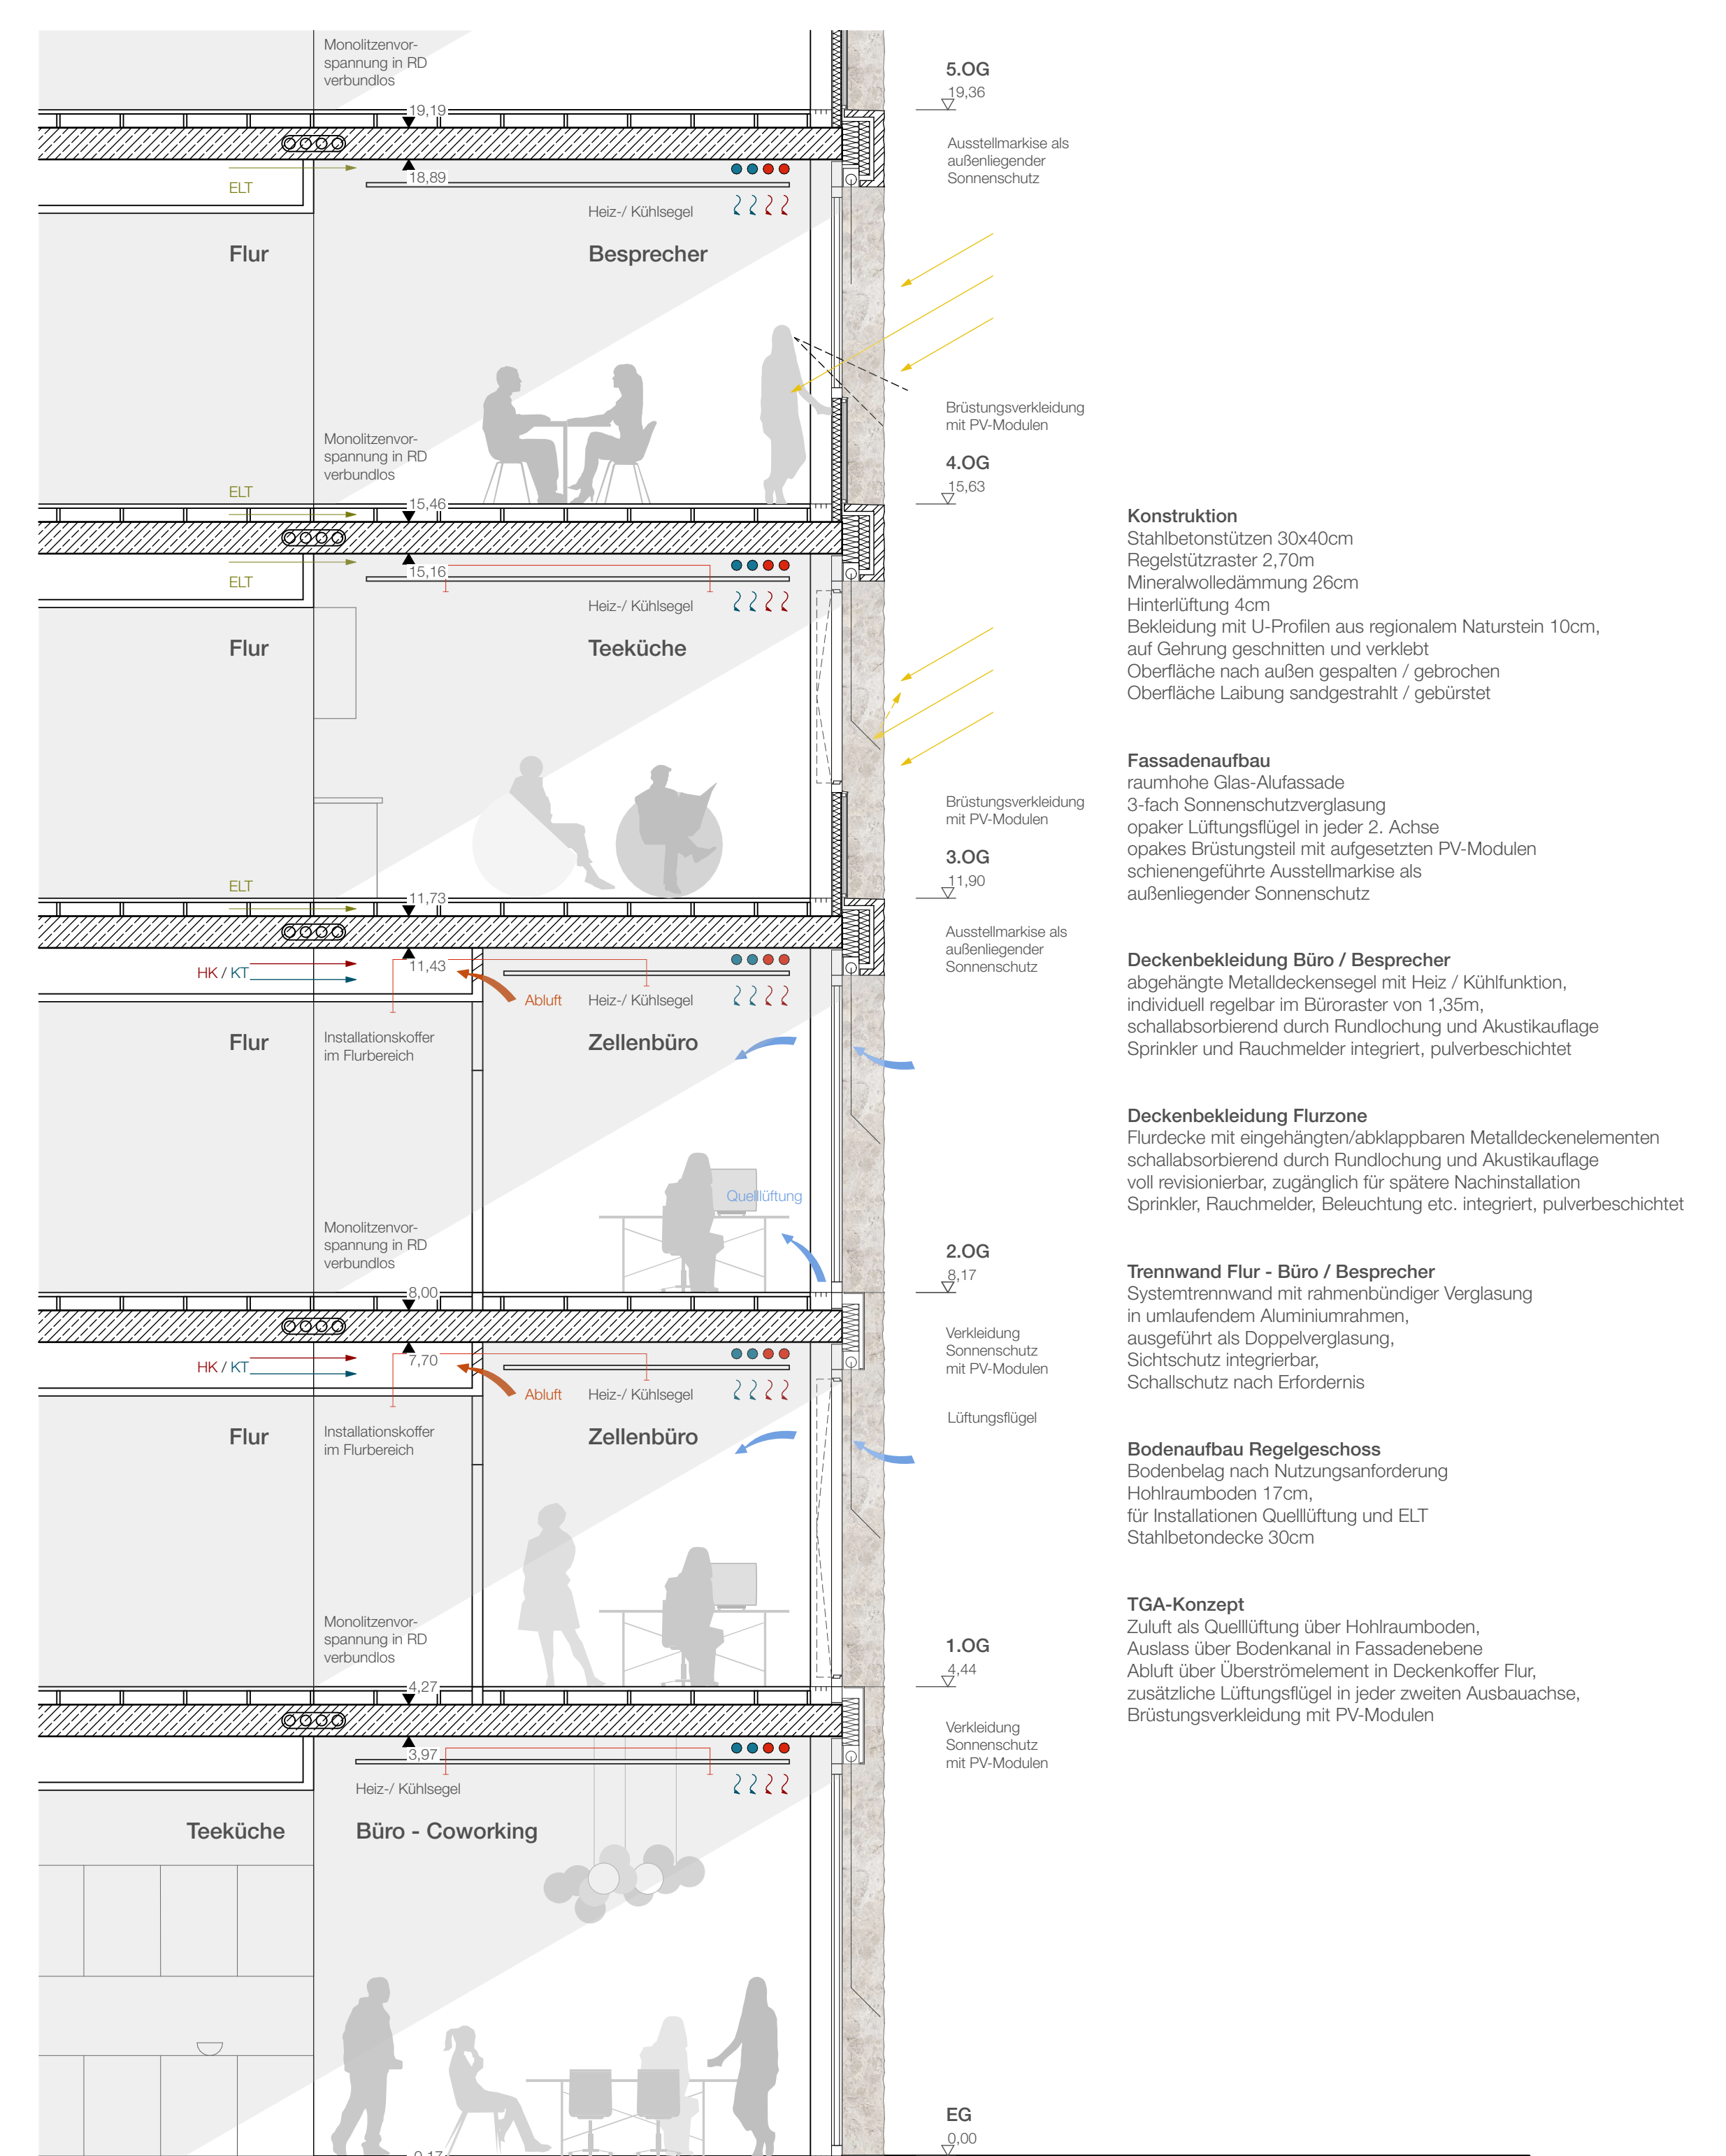 Monolitzenvor-
spannung in RD
verbundlos
5.OG
19,36
19,19
Ausstellmarkise als
außenliegender
Sonnenschutz
18,89
ELT
Heiz-/ Kühlsegel
Flur
Besprecher
Brüstungsverkleidung
mit PV-Modulen
Monolitzenvor-
spannung in RD
verbundlos
4.OG
15,63
ELT
15,46
15,16
ELT
Heiz-/ Kühlsegel
Flur
Teeküche
Brüstungsverkleidung
mit PV-Modulen
3.OG
11,90
ELT
11,73
Ausstellmarkise als
außenliegender
Sonnenschutz
11,43
HK / KT
Abluft
Heiz-/ Kühlsegel
Flur
Installationskoffer
im Flurbereich
Zellenbüro
Quelllüftung
Monolitzenvor-
spannung in RD
verbundlos
2.OG
8,17
8,00
Verkleidung
Sonnenschutz
mit PV-Modulen
7,70
HK / KT
Abluft
Heiz-/ Kühlsegel
Lüftungsflügel
Flur
Installationskoffer
im Flurbereich
Zellenbüro
Monolitzenvor-
spannung in RD
verbundlos
1.OG
4,44
4,27
Verkleidung
Sonnenschutz
mit PV-Modulen
3,97
Heiz-/ Kühlsegel
Teeküche
Büro - Coworking
EG
0,00
Konstruktion
Stahlbetonstützen 30x40cm
Regelstützraster 2,70m
Mineralwolledämmung 26cm
Hinterlüftung 4cm
Bekleidung mit U-Profilen aus regionalem Naturstein 10cm,
auf Gehrung geschnitten und verklebt
Oberfläche nach außen gespalten / gebrochen
Oberfläche Laibung sandgestrahlt / gebürstet
Fassadenaufbau
raumhohe Glas-Alufassade
3-fach Sonnenschutzverglasung
opaker Lüftungsflügel in jeder 2. Achse
opakes Brüstungsteil mit aufgesetzten PV-Modulen
schienengeführte Ausstellmarkise als
außenliegender Sonnenschutz
Deckenbekleidung Büro / Besprecher
abgehängte Metalldeckensegel mit Heiz / Kühlfunktion,
individuell regelbar im Büroraster von 1,35m,
schallabsorbierend durch Rundlochung und Akustikauflage
Sprinkler und Rauchmelder integriert, pulverbeschichtet
Deckenbekleidung Flurzone
Flurdecke mit eingehängten/abklappbaren Metalldeckenelementen
schallabsorbierend durch Rundlochung und Akustikauflage
voll revisionierbar, zugänglich für spätere Nachinstallation
Sprinkler, Rauchmelder, Beleuchtung etc. integriert, pulverbeschichtet
Trennwand Flur - Büro / Besprecher
Systemtrennwand mit rahmenbündiger Verglasung
in umlaufendem Aluminiumrahmen,
ausgeführt als Doppelverglasung,
Sichtschutz integrierbar,
Schallschutz nach Erfordernis
Bodenaufbau Regelgeschoss
Bodenbelag nach Nutzungsanforderung
Hohlraumboden 17cm,
für Installationen Quelllüftung und ELT
Stahlbetondecke 30cm
TGA-Konzept
Zuluft als Quelllüftung über Hohlraumboden,
Auslass über Bodenkanal in Fassadenebene
Abluft über Überströmelement in Deckenkoffer Flur,
zusätzliche Lüftungsflügel in jeder zweiten Ausbauachse,
Brüstungsverkleidung mit PV-Modulen